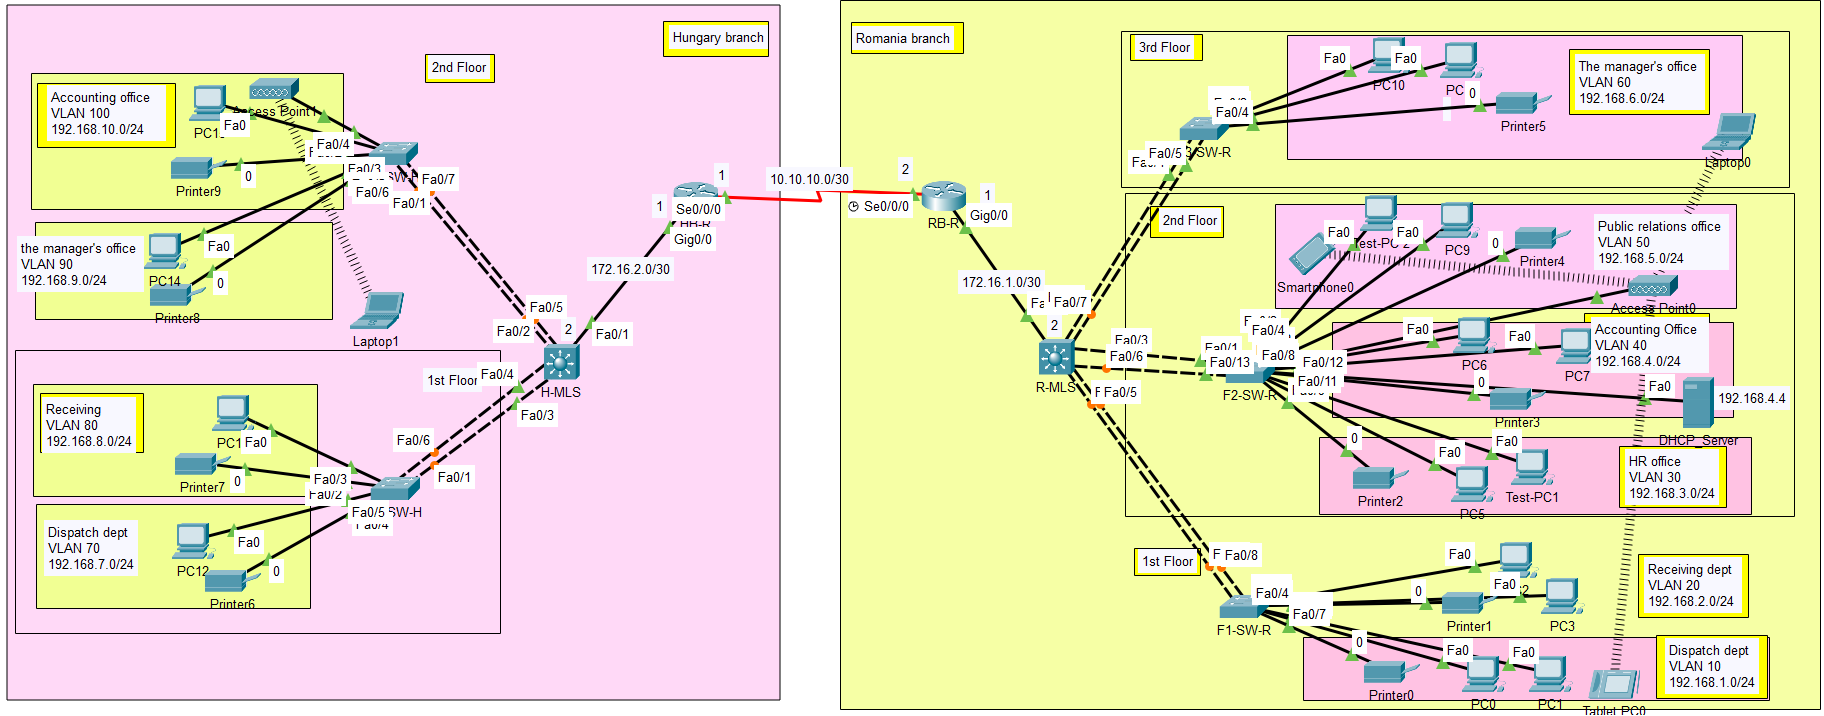 Hungary branch
2nd Floor
Accounting office
VLAN 100
192.168.10.0/24
Access Point1
Fa0
Fa0/4
Printer9
0
Fa0/3
Fa0/6
Fa0/7
Fa0/1
the manager's office
VLAN 90
192.168.9.0/24
Fa0
PC14
0
Printer8
Laptop1
1st Floor
Receiving
VLAN 80
192.168.8.0/24
Fa0
Printer7
0
Fa0/3
Fa0/2
Fa0/5
Fa0/4
SW-H
Dispatch dept
VLAN 70
192.168.7.0/24
Fa0
PC12
0
Printer6
Fa0/6
Fa0/1
Fa0/4
Fa0/3
Fa0/5
Fa0/2
2
Fa0/1
H-MLS
172.16.2.0/30
1
1
Se0/0/0
HB-R
Gig0/0
10.10.10.0/30
Romania branch
2
Se0/0/0
RB-R
1
Gig0/0
172.16.1.0/30
Fa0/7
2
R-MLS
Fa0/3
Fa0/6
Fa0/5
3rd Floor
Fa0/4
Fa0/5
SW-R
Fa0
PC10
Fa0
0
Printer5
The manager's office
VLAN 60
192.168.6.0/24
Laptop0
2nd Floor
Fa0
Test-PC 2
Fa0
PC9
0
Printer4
Smartphone0
Public relations office
VLAN 50
192.168.5.0/24
Access Point0
Fa0/4
Fa0/1
Fa0/13
Fa0/8
Fa0/12
Fa0/11
F2-SW-R
Fa0
PC6
Fa0
PC7
Accounting Office
VLAN 40
192.168.4.0/24
0
Printer3
Fa0
192.168.4.4
DHCP_Server
0
Printer2
Fa0
PC5
Fa0
Test-PC1
HR office
VLAN 30
192.168.3.0/24
1st Floor
Fa0/8
Fa0/4
Fa0/7
F1-SW-R
Fa0
0
Printer1
Fa0
PC3
Receiving dept
VLAN 20
192.168.2.0/24
0
Printer0
Fa0
PC0
Fa0
PC1
Tablet PC0
Dispatch dept
VLAN 10
192.168.1.0/24